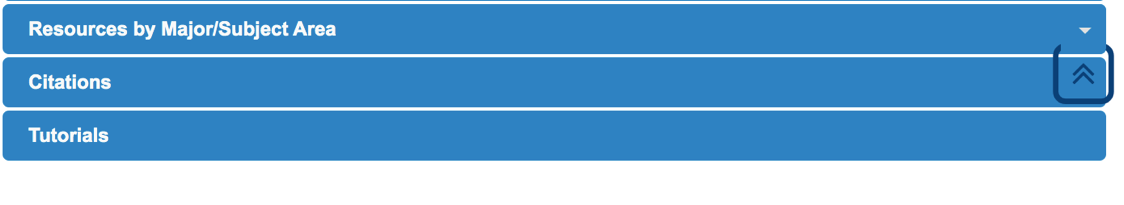 Resources by Major/Subject Area
Citations
Tutorials